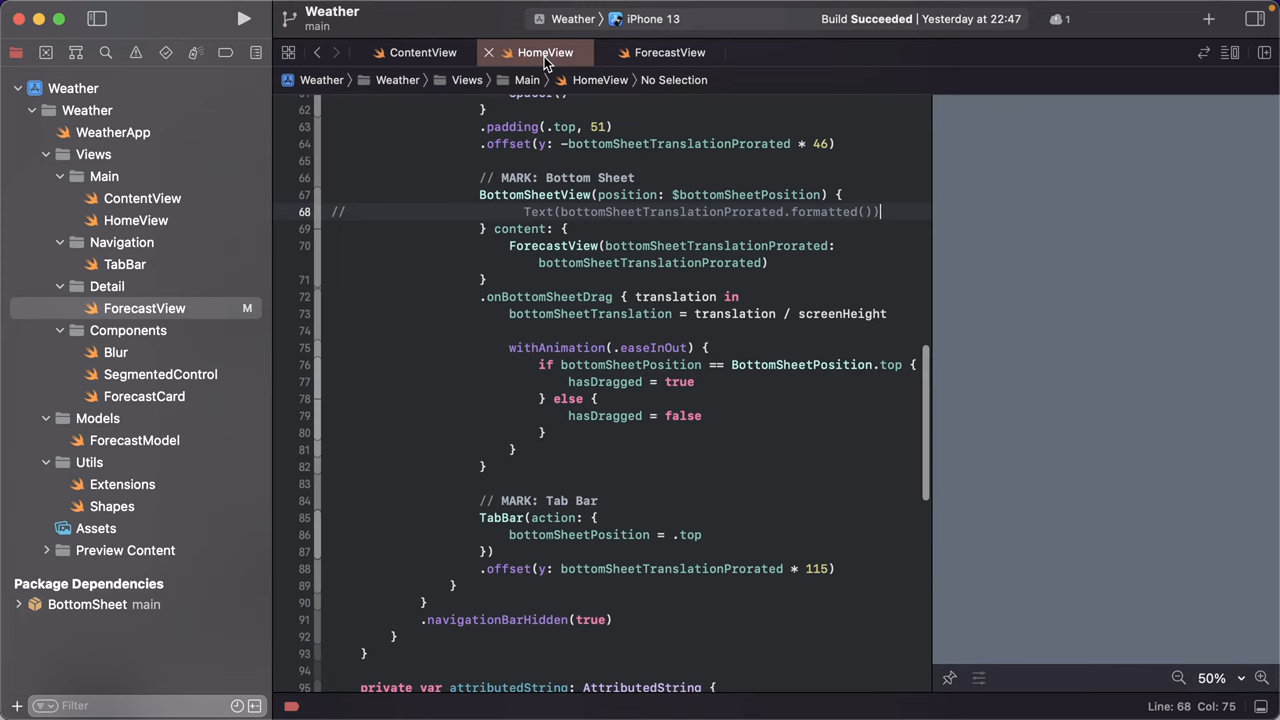 Weather
main
Weather 〉 iPhone 13
Build Succeeded | Yesterday at 22:47
1
ContentView
HomeView
ForecastView
Weather 〉 Weather 〉 Views 〉 Main 〉 HomeView 〉 No Selection
Weather
Weather
WeatherApp
Views
Main
ContentView
HomeView
Navigation
TabBar
Detail
ForecastView M
Components
Blur
SegmentedControl
ForecastCard
Models
ForecastModel
Utils
Extensions
Shapes
Assets
Preview Content
Package Dependencies
BottomSheet main
Filter
Spacer()
62 }
63 .padding(.top, 51)
64 .offset(y: -bottomSheetTranslationProrated * 46)
65
66 // MARK: Bottom Sheet
67 BottomSheetView(position: $bottomSheetPosition) {
68 // Text(bottomSheetTranslationProrated.formatted())
69 } content: {
70 ForecastView(bottomSheetTranslationProrated:
bottomSheetTranslationProrated)
71 }
72 .onBottomSheetDrag { translation in
73 bottomSheetTranslation = translation / screenHeight
74
75 withAnimation(.easeInOut) {
76 if bottomSheetPosition == BottomSheetPosition.top {
77 hasDragged = true
78 } else {
79 hasDragged = false
80 }
81 }
82 }
83
84 // MARK: Tab Bar
85 TabBar(action: {
86 bottomSheetPosition = .top
87 })
88 .offset(y: bottomSheetTranslationProrated * 115)
89 }
90 }
91 .navigationBarHidden(true)
92 }
93 }
94
95 private var attributedString: AttributedString {
50%
Line: 68 Col: 75